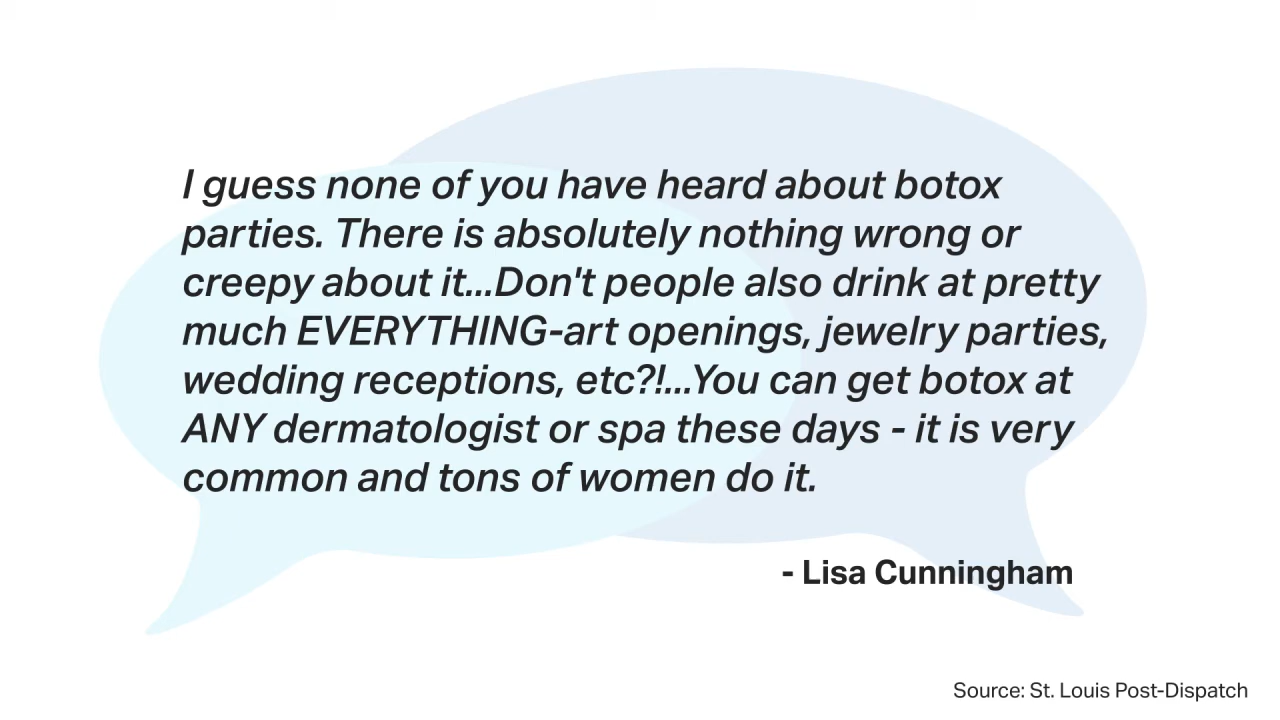 I guess none of you have heard about botox
parties. There is absolutely nothing wrong or
creepy about it...Don't people also drink at pretty
much EVERYTHING-art openings, jewelry parties,
wedding receptions, etc?!...You can get botox at
ANY dermatologist or spa these days - it is very
common and tons of women do it.
- Lisa Cunningham
Source: St. Louis Post-Dispatch